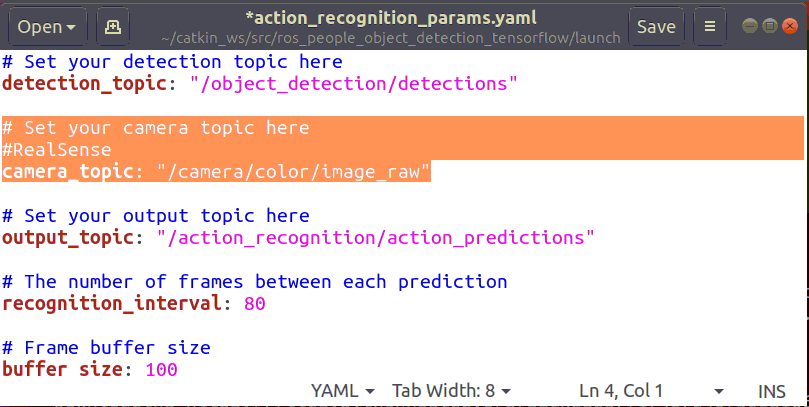 Open
*action_recognition_params.yaml
~/catkin_ws/src/ros_people_object_detection_tensorflow/launch
Save
# Set your detection topic here
detection_topic: "/object_detection/detections"
# Set your camera topic here
#RealSense
camera_topic: "/camera/color/image_raw"
# Set your output topic here
output_topic: "/action_recognition/action_predictions"
# The number of frames between each prediction
recognition_interval: 80
# Frame buffer size
buffer size: 100
YAML Tab Width: 8 Ln 4, Col 1 INS